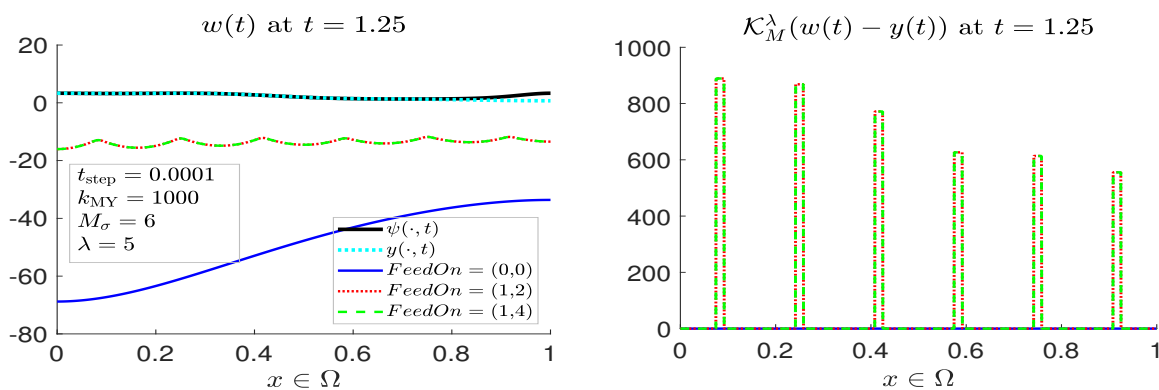 w(t) at t = 1.25
20
0
-20
-40
-60
-80
t_step = 0.0001
k_MY = 1000
M_σ = 6
λ = 5
ψ(·, t)
y(·, t)
FeedOn = (0,0)
FeedOn = (1,2)
FeedOn = (1,4)
0 0.2 0.4 0.6 0.8 1
x ∈ Ω
𝒦_M^λ(w(t) − y(t)) at t = 1.25
1000
800
600
400
200
0
0 0.2 0.4 0.6 0.8 1
x ∈ Ω